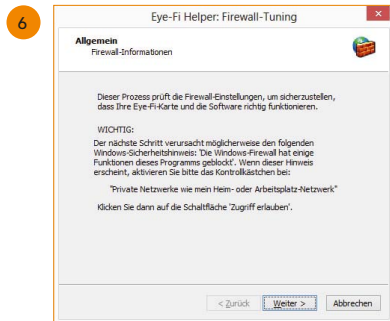 6
Eye-Fi Helper: Firewall-Tuning
Allgemein
Firewall-Informationen
Dieser Prozess prüft die Firewall-Einstellungen, um sicherzustellen,
dass Ihre Eye-Fi-Karte und die Software richtig funktionieren.
WICHTIG:
Der nächste Schritt verursacht möglicherweise den folgenden
Windows-Sicherheitshinweis: 'Die Windows-Firewall hat einige
Funktionen dieses Programms geblockt'. Wenn dieser Hinweis
erscheint, aktivieren Sie bitte das Kontrollkästchen bei:
"Private Netzwerke wie mein Heim- oder Arbeitsplatz-Netzwerk"
Klicken Sie dann auf die Schaltfläche 'Zugriff erlauben'.
< Zurück Weiter > Abbrechen